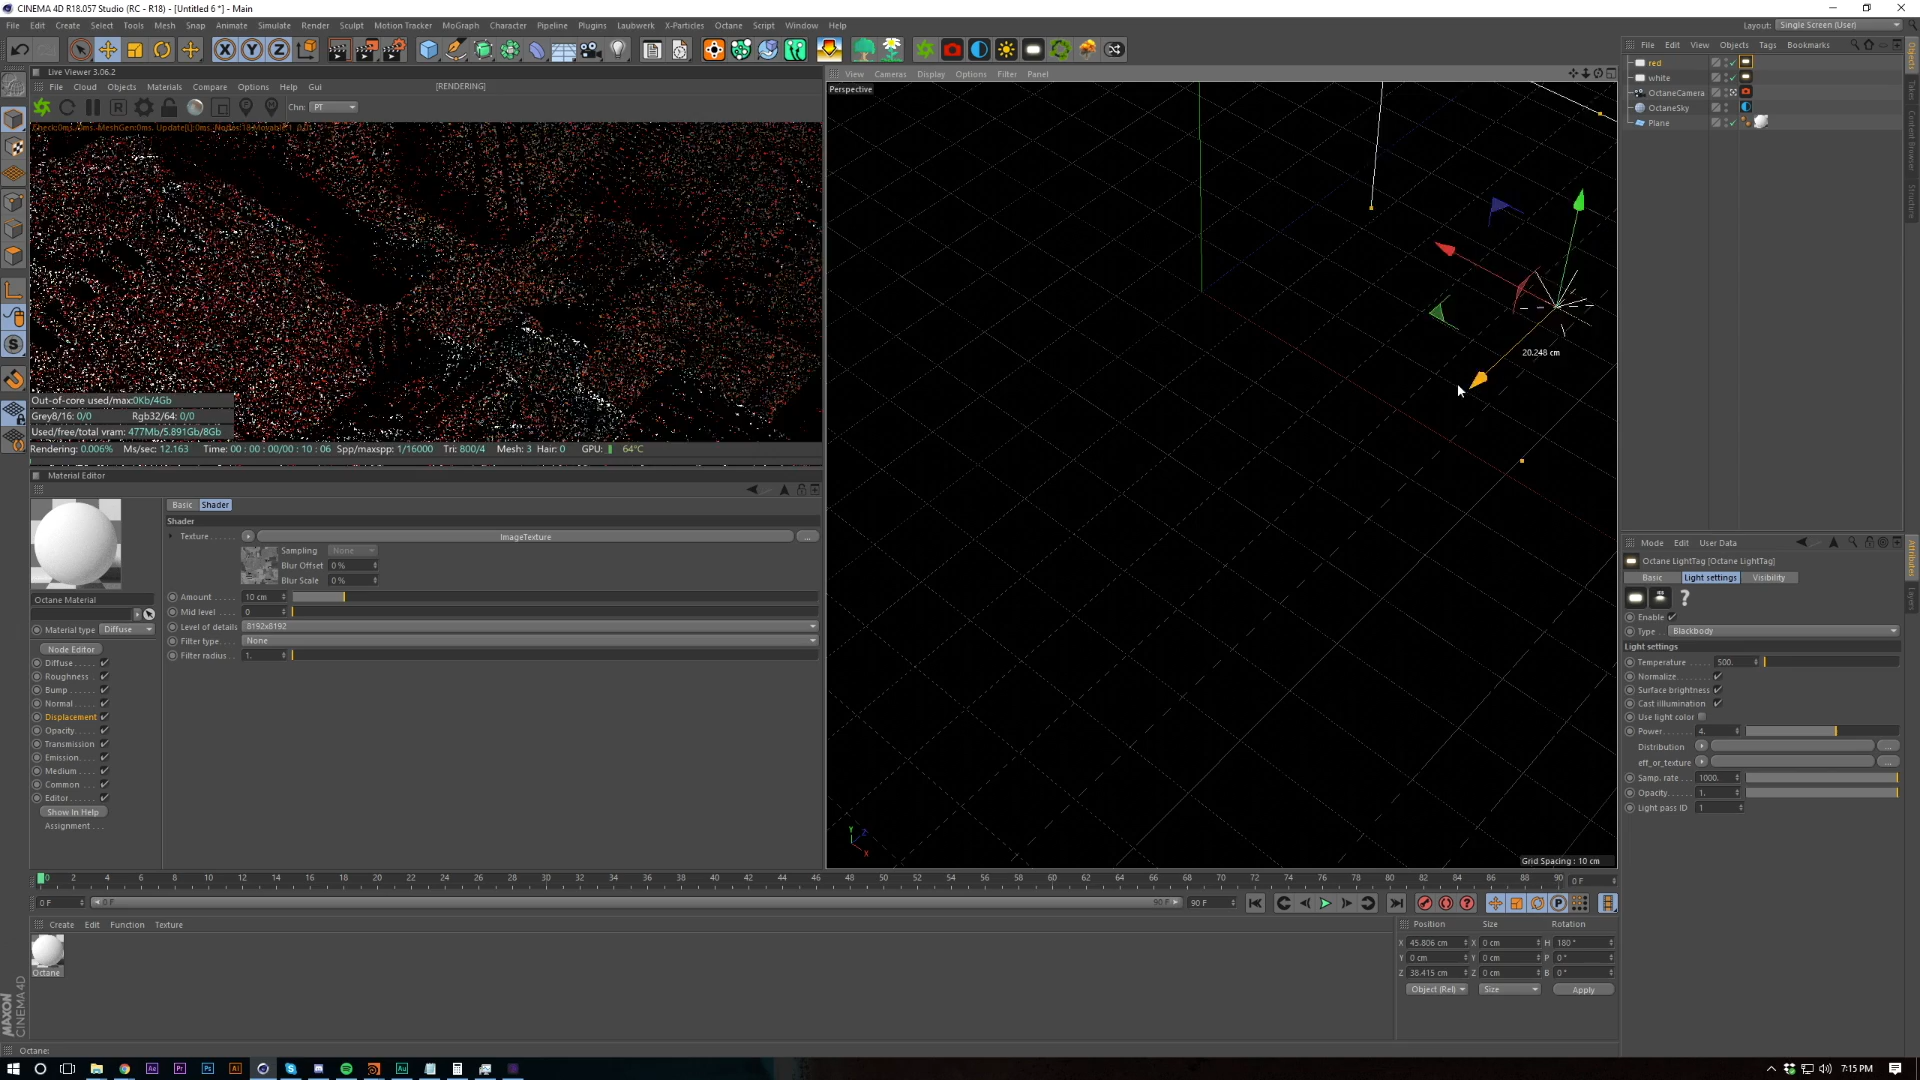 CINEMA 4D R18.057 Studio (RC - R18) - [Untitled 6 *] - Main
File Edit Create Select Tools Mesh Snap Animate Simulate Render Sculpt Motion Tracker MoGraph Character Pipeline Plugins Laubwerk X-Particles Octane Script Window Help
Layout: Single Screen (User)
Live Viewer 3.06.2
File Cloud Objects Materials Compare Options Help Gui [RENDERING]
Chn: PT
Out-of-core used/max:0Kb/4Gb
Grey8/16: 0/0 Rgb32/64: 0/0
Used/free/total vram: 477Mb/5.891Gb/8Gb
Rendering: 0.006% Ms/sec: 12.163 Time: 00 : 00 : 00/00 : 10 : 06 Spp/maxspp: 1/16000 Tri: 800/4 Mesh: 3 Hair: 0 GPU: 64°C
View Cameras Display Options Filter Panel
Perspective
20.248 cm
Y
Z
X
Grid Spacing : 10 cm
File Edit View Objects Tags Bookmarks
red
white
OctaneCamera
OctaneSky
Plane
Objects
Takes
Content Browser
Structure
Material Editor
Basic Shader
Shader
Texture ImageTexture ...
Sampling None
Blur Offset 0 %
Blur Scale 0 %
Amount 10 cm
Mid level 0
Level of details 8192x8192
Filter type None
Filter radius 1.
Octane Material
Material type Diffuse
Node Editor
Diffuse
Roughness
Bump
Normal
Displacement
Opacity
Transmission
Emission
Medium
Common
Editor
Show In Help
Assignment
Mode Edit User Data
Octane LightTag [Octane LightTag]
Basic Light settings Visibility
?
Enable
Type Blackbody
Light settings
Temperature 500.
Normalize
Surface brightness
Cast illumination
Use light color
Power 4.
Distribution ...
eff_or_texture ...
Samp. rate 1000.
Opacity 1.
Light pass ID 1
Attributes
Layers
0 2 4 6 8 10 12 14 16 18 20 22 24 26 28 30 32 34 36 38 40 42 44 46 48 50 52 54 56 58 60 62 64 66 68 70 72 74 76 78 80 82 84 86 88 90 0 F
0 F 0 F 90 F 90 F
Create Edit Function Texture
Octane
Position Size Rotation
X 45.806 cm X 0 cm H 180 °
Y 0 cm Y 0 cm P 0 °
Z 38.415 cm Z 0 cm B 0 °
Object (Rel) Size Apply
MAXON
CINEMA 4D
Octane:
7:15 PM